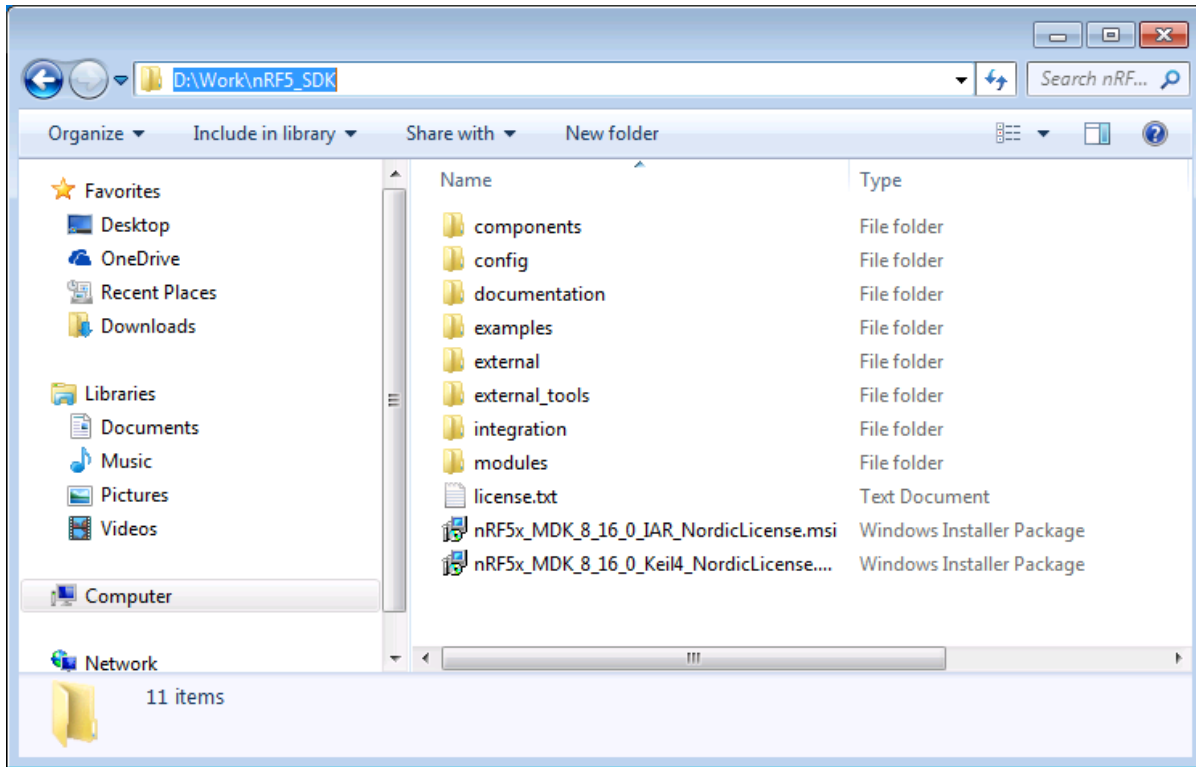 D:\Work\nRF5_SDK
Search nRF...
Organize Include in library Share with New folder
Favorites
Desktop
OneDrive
Recent Places
Downloads
Libraries
Documents
Music
Pictures
Videos
Computer
Network
Name Type
components File folder
config File folder
documentation File folder
examples File folder
external File folder
external_tools File folder
integration File folder
modules File folder
license.txt Text Document
nRF5x_MDK_8_16_0_IAR_NordicLicense.msi Windows Installer Package
nRF5x_MDK_8_16_0_Keil4_NordicLicense.... Windows Installer Package
11 items